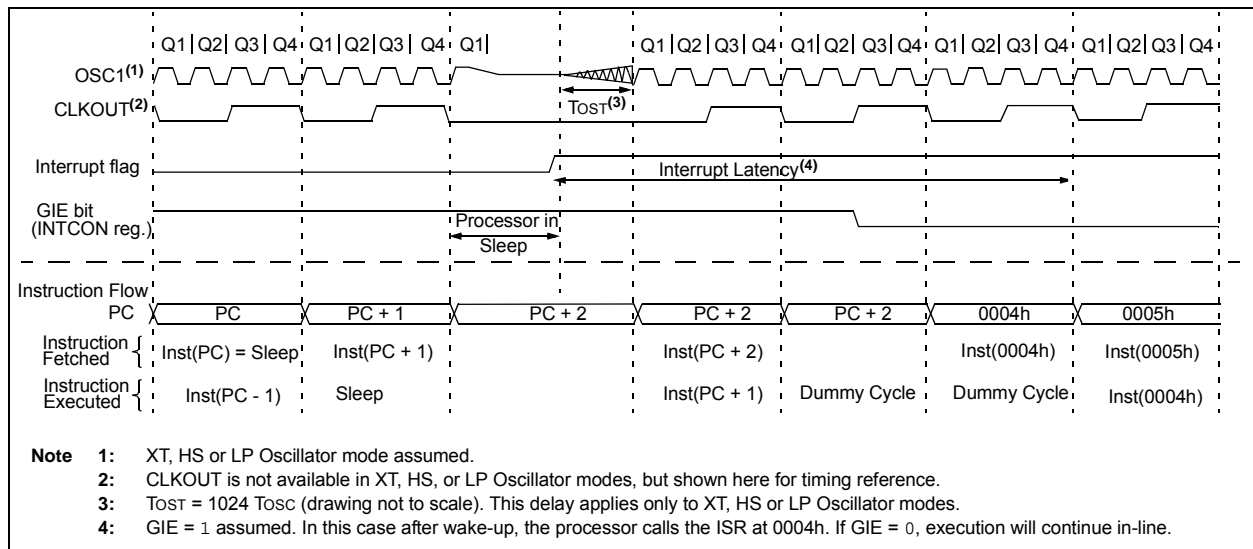 Q1| Q2| Q3| Q4 Q1| Q2| Q3| Q4 Q1| Q1| Q2| Q3| Q4 Q1| Q2| Q3| Q4 Q1| Q2| Q3| Q4 Q1| Q2| Q3| Q4
OSC1(1)
TOST(3)
CLKOUT(2)
Interrupt flag
Interrupt Latency(4)
GIE bit
(INTCON reg.)
Processor in
Sleep
Instruction Flow
PC PC PC + 1 PC + 2 PC + 2 PC + 2 0004h 0005h
Instruction
Fetched { Inst(PC) = Sleep Inst(PC + 1) Inst(PC + 2) Inst(0004h) Inst(0005h)
Instruction
Executed { Inst(PC - 1) Sleep Inst(PC + 1) Dummy Cycle Dummy Cycle Inst(0004h)
Note 1: XT, HS or LP Oscillator mode assumed.
2: CLKOUT is not available in XT, HS, or LP Oscillator modes, but shown here for timing reference.
3: TOST = 1024 TOSC (drawing not to scale). This delay applies only to XT, HS or LP Oscillator modes.
4: GIE = 1 assumed. In this case after wake-up, the processor calls the ISR at 0004h. If GIE = 0, execution will continue in-line.